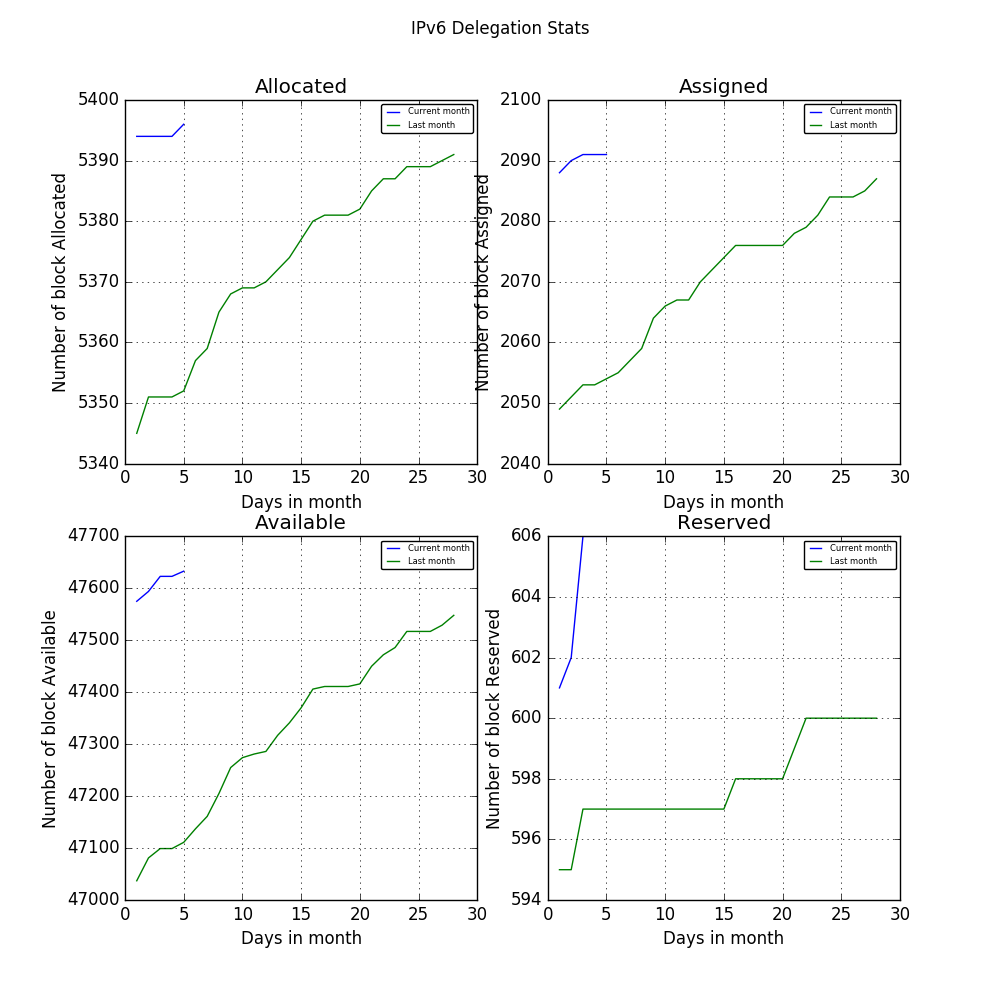 IPv6 Delegation Stats
Allocated
Number of block Allocated
5400
5390
5380
5370
5360
5350
5340
Current month
Last month
0 5 10 15 20 25 30
Days in month
Assigned
Number of block Assigned
2100
2090
2080
2070
2060
2050
2040
Current month
Last month
0 5 10 15 20 25 30
Days in month
Available
Number of block Available
47700
47600
47500
47400
47300
47200
47100
47000
Current month
Last month
0 5 10 15 20 25 30
Days in month
Reserved
Number of block Reserved
606
604
602
600
598
596
594
Current month
Last month
0 5 10 15 20 25 30
Days in month